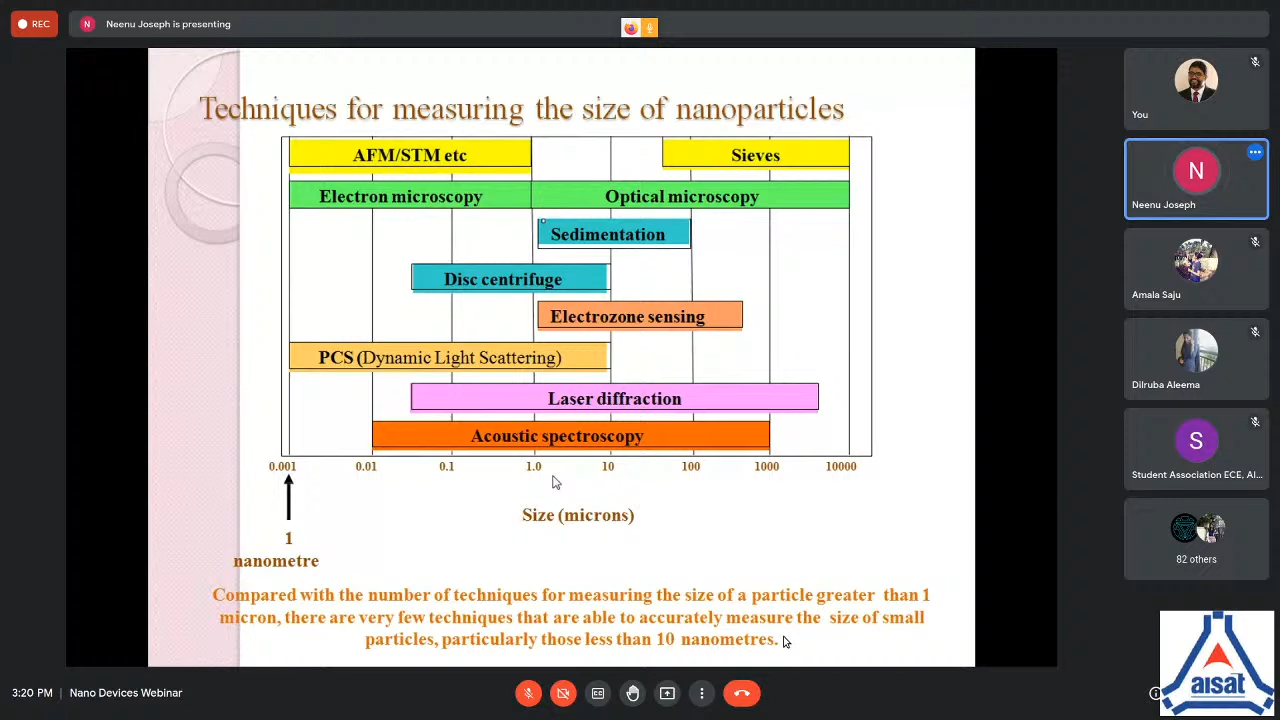 REC
N
Neenu Joseph is presenting
Techniques for measuring the size of nanoparticles
AFM/STM etc
Sieves
Electron microscopy
Optical microscopy
Sedimentation
Disc centrifuge
Electrozone sensing
PCS (Dynamic Light Scattering)
Laser diffraction
Acoustic spectroscopy
0.001 0.01 0.1 1.0 10 100 1000 10000
Size (microns)
1
nanometre
Compared with the number of techniques for measuring the size of a particle greater than 1
micron, there are very few techniques that are able to accurately measure the size of small
particles, particularly those less than 10 nanometres.
You
N
Neenu Joseph
Amala Saju
Dilruba Aleema
S
Student Association ECE, AI...
82 others
3:20 PM | Nano Devices Webinar
CC
aisat